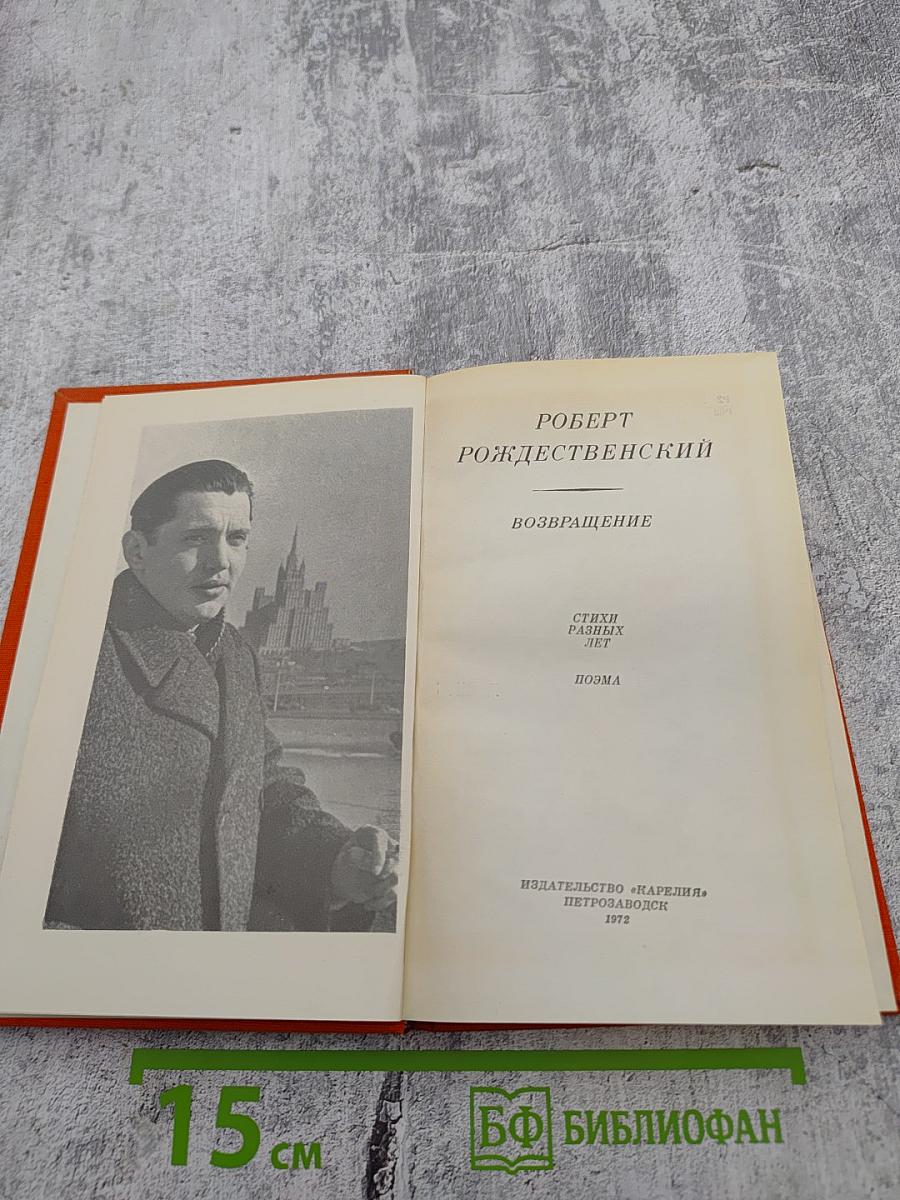 РОБЕРТ
РОЖДЕСТВЕНСКИЙ
ВОЗВРАЩЕНИЕ
СТИХИ
РАЗНЫХ
ЛЕТ
ПОЭМА
ИЗДАТЕЛЬСТВО «КАРЕЛИЯ»
ПЕТРОЗАВОДСК
1972
15 СМ
БФ БИБЛИОФАН